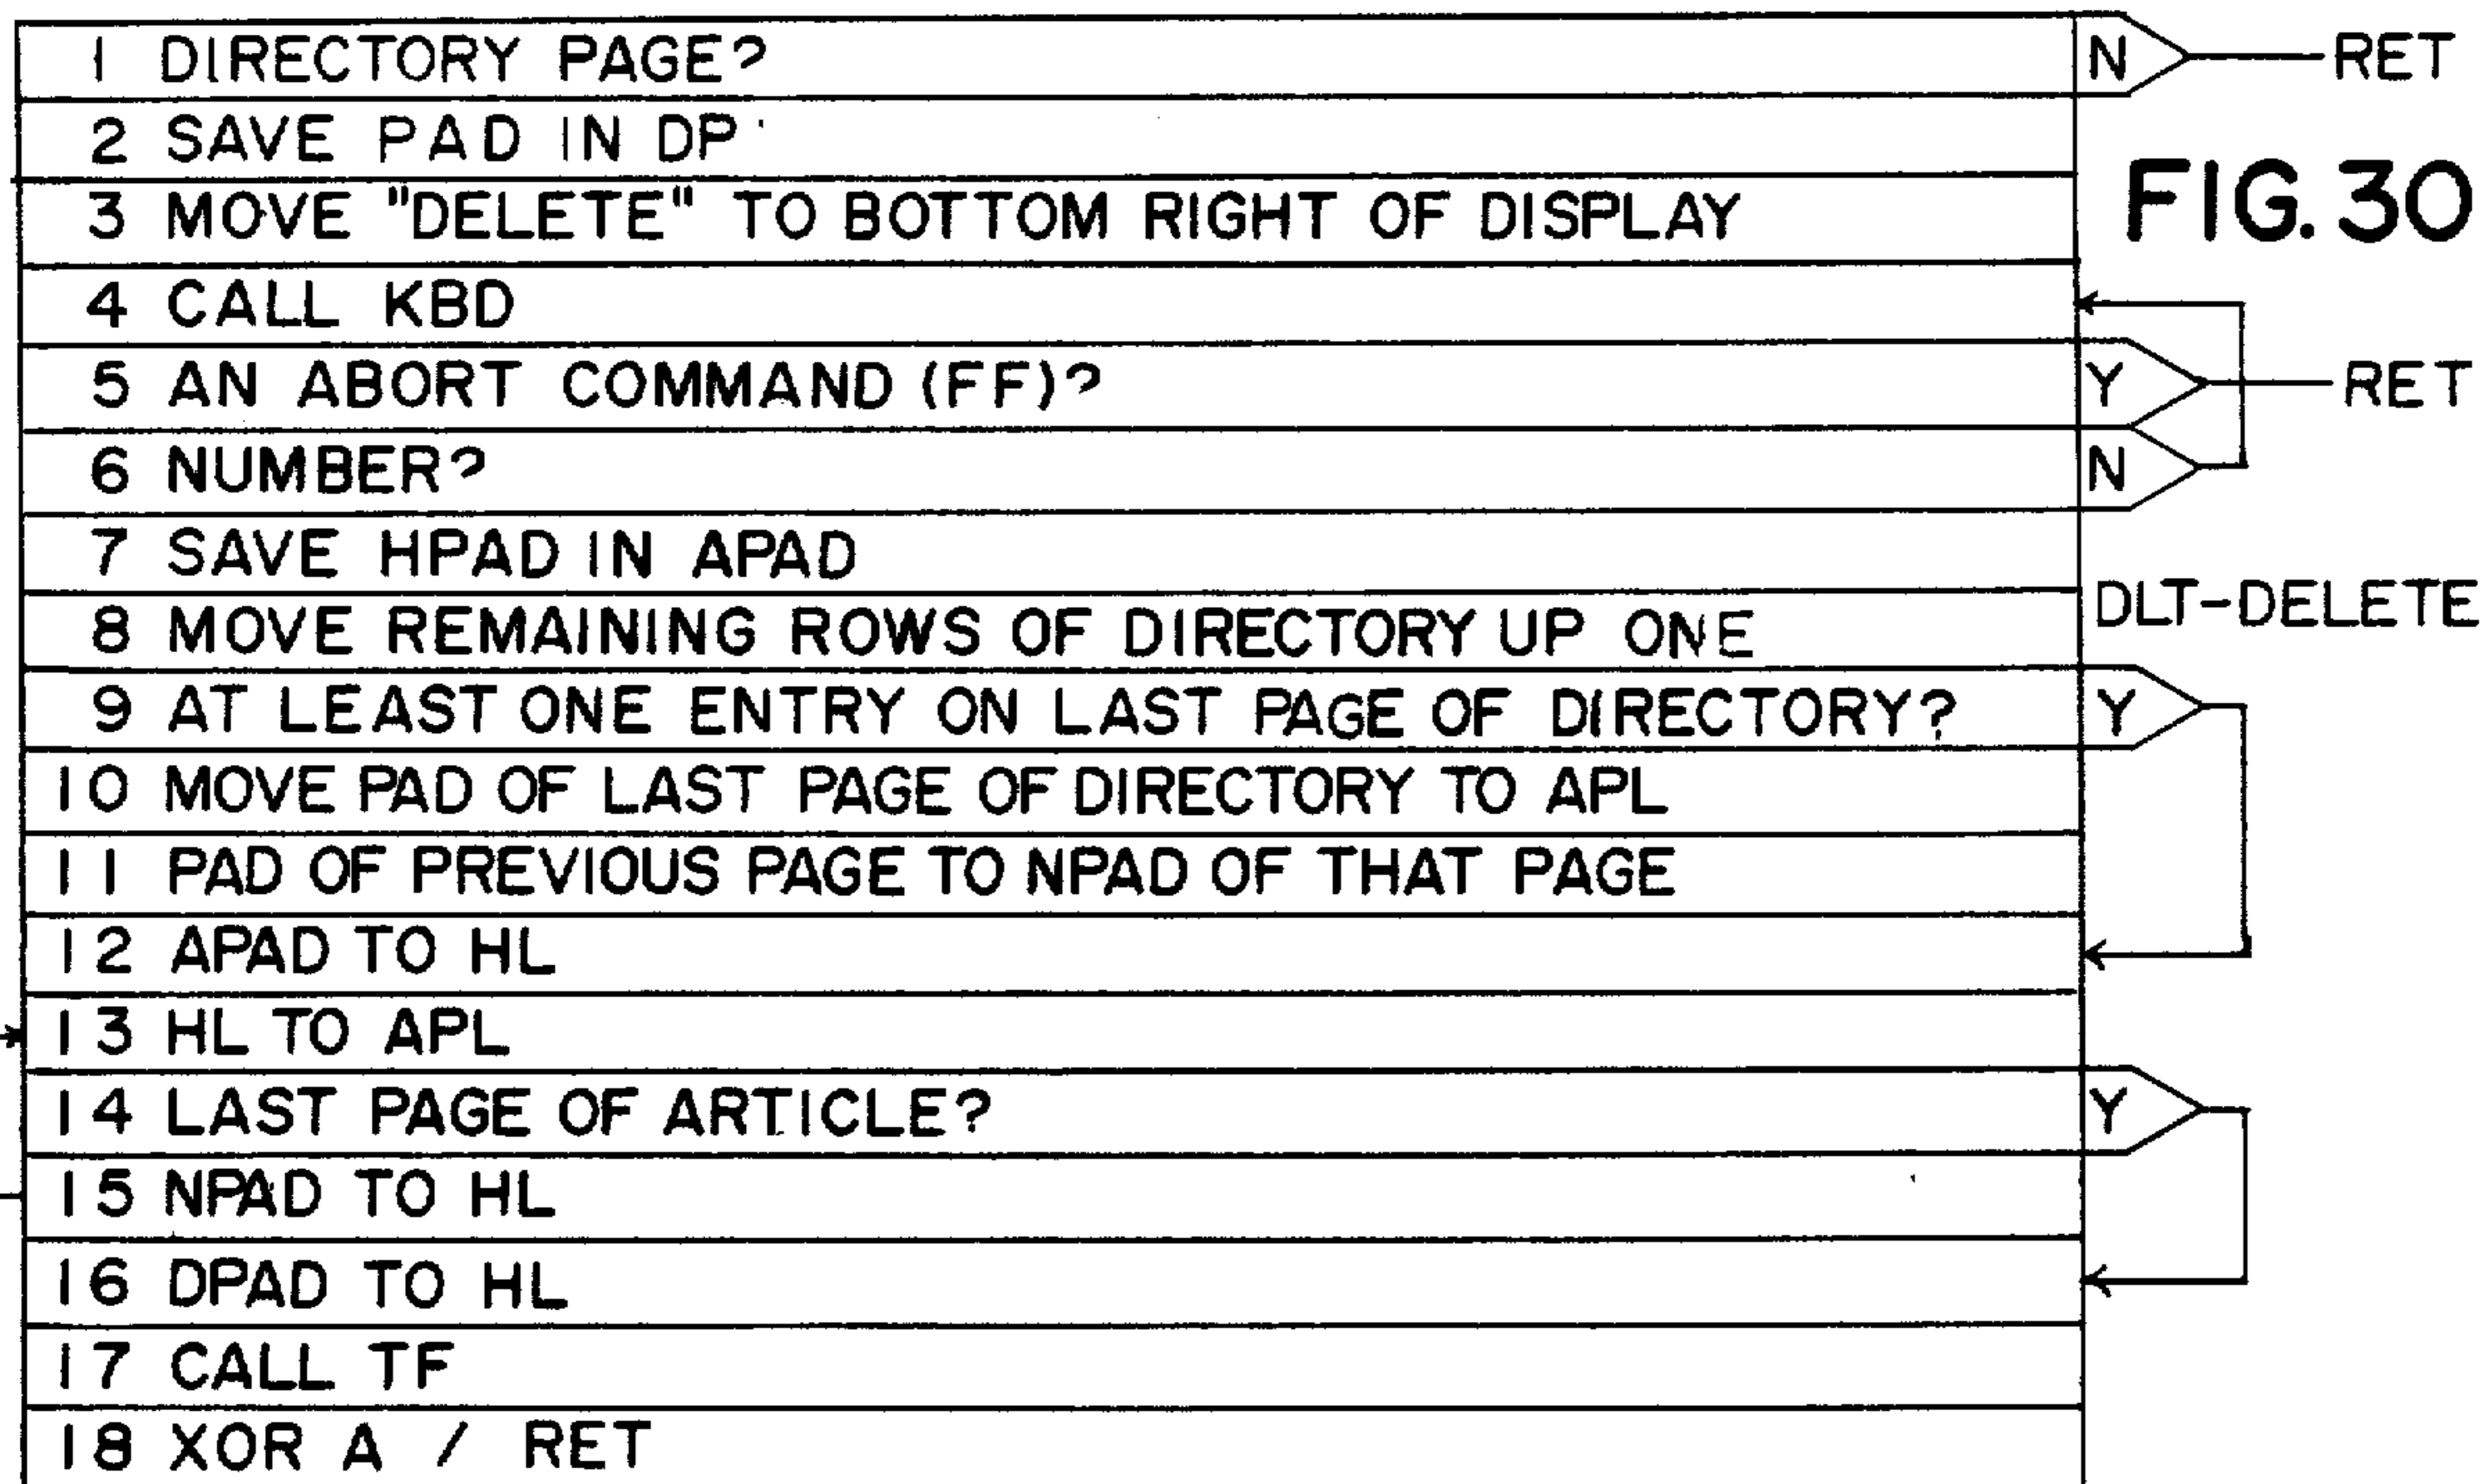 1 DIRECTORY PAGE? N RET
2 SAVE PAD IN DP
3 MOVE "DELETE" TO BOTTOM RIGHT OF DISPLAY
FIG. 30
4 CALL KBD
5 AN ABORT COMMAND (FF)? Y RET
6 NUMBER? N
7 SAVE HPAD IN APAD
DLT-DELETE
8 MOVE REMAINING ROWS OF DIRECTORY UP ONE
9 AT LEAST ONE ENTRY ON LAST PAGE OF DIRECTORY? Y
10 MOVE PAD OF LAST PAGE OF DIRECTORY TO APL
11 PAD OF PREVIOUS PAGE TO NPAD OF THAT PAGE
12 APAD TO HL
13 HL TO APL
14 LAST PAGE OF ARTICLE? Y
15 NPAD TO HL
16 DPAD TO HL
17 CALL TF
18 XOR A / RET